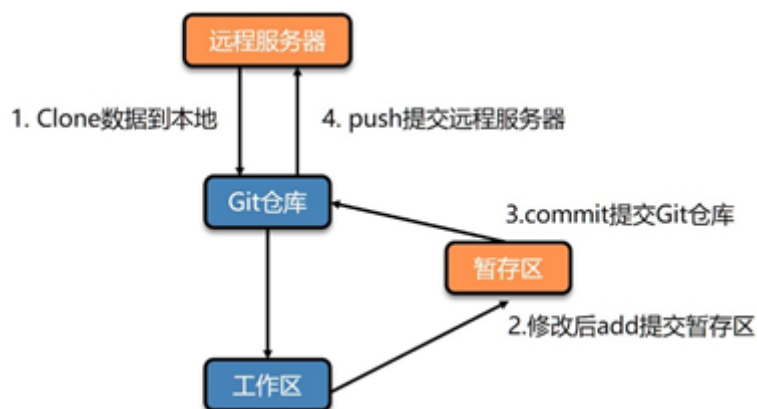 远程服务器
1. Clone数据到本地
4. push提交远程服务器
Git仓库
3.commit提交Git仓库
暂存区
2.修改后add提交暂存区
工作区